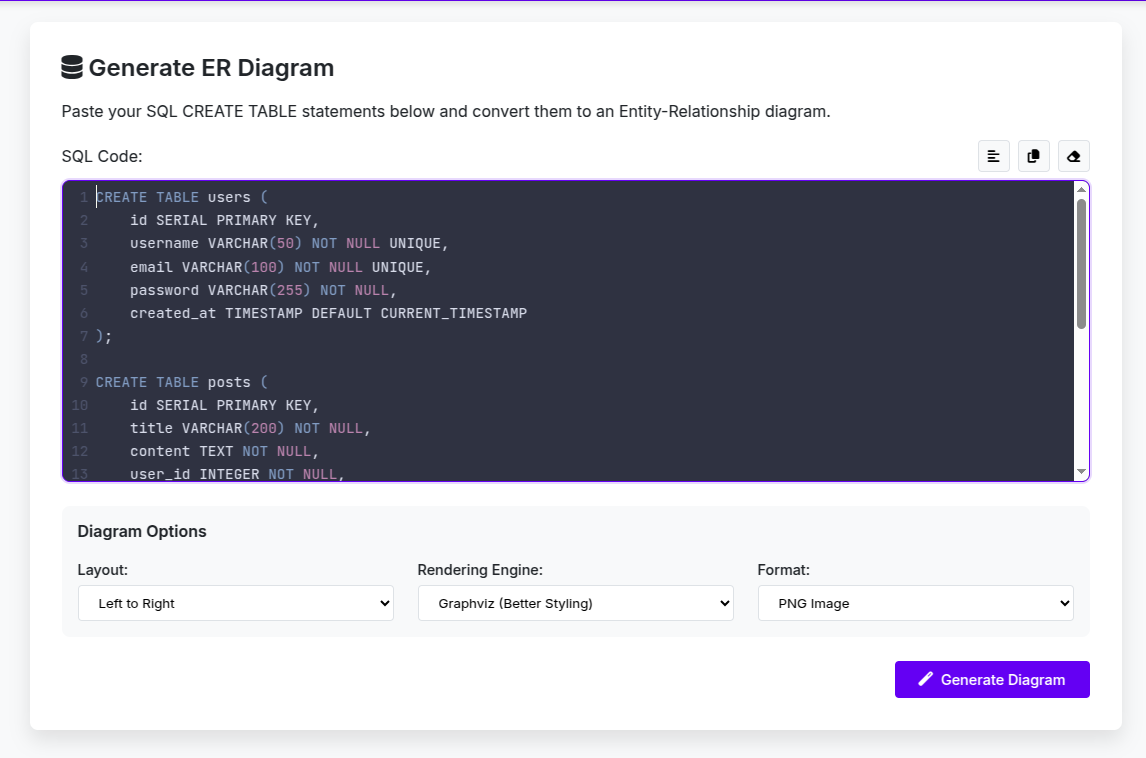 Generate ER Diagram
Paste your SQL CREATE TABLE statements below and convert them to an Entity-Relationship diagram.
SQL Code:
1 CREATE TABLE users (
2     id SERIAL PRIMARY KEY,
3     username VARCHAR(50) NOT NULL UNIQUE,
4     email VARCHAR(100) NOT NULL UNIQUE,
5     password VARCHAR(255) NOT NULL,
6     created_at TIMESTAMP DEFAULT CURRENT_TIMESTAMP
7 );
8
9 CREATE TABLE posts (
10     id SERIAL PRIMARY KEY,
11     title VARCHAR(200) NOT NULL,
12     content TEXT NOT NULL,
13     user_id INTEGER NOT NULL,
Diagram Options
Layout: Rendering Engine: Format:
Left to Right Graphviz (Better Styling) PNG Image
Generate Diagram